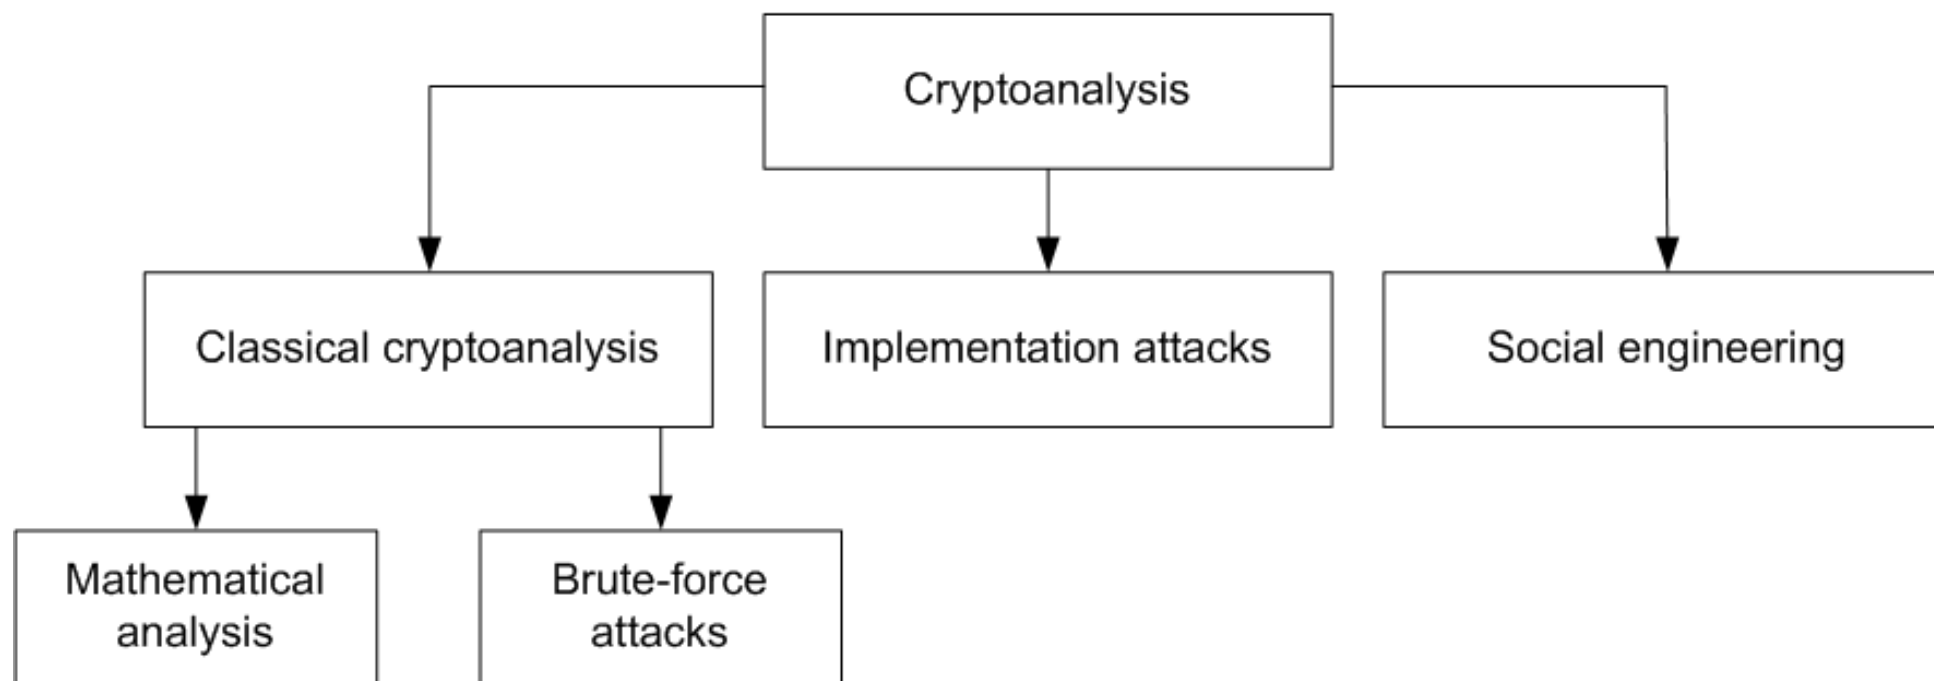 Cryptoanalysis
Classical cryptoanalysis
Implementation attacks
Social engineering
Mathematical
analysis
Brute-force
attacks